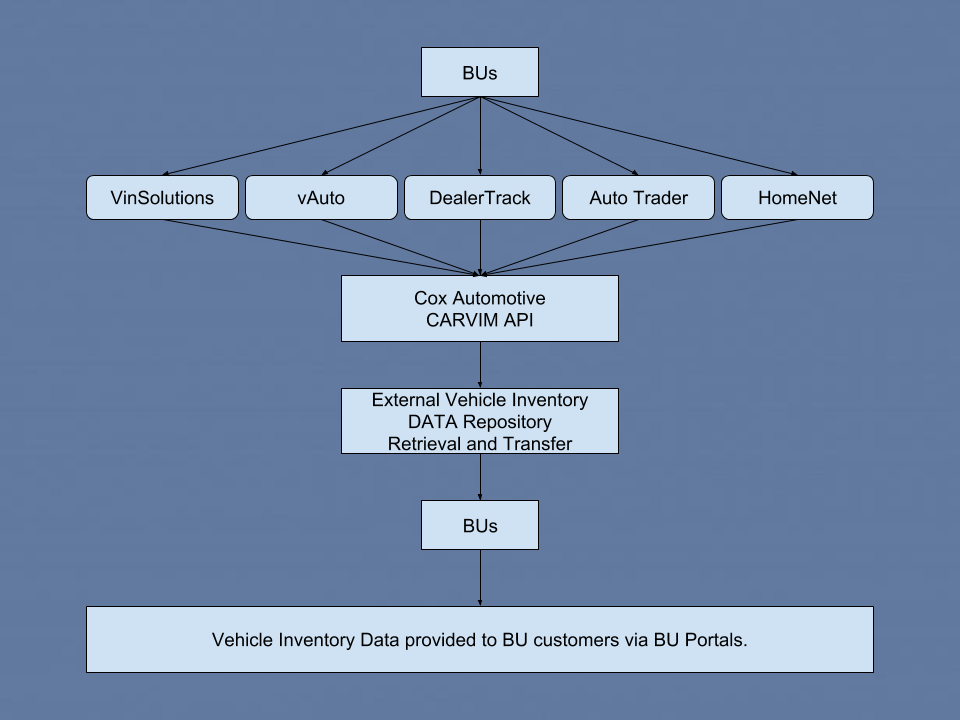 BUs
VinSolutions
vAuto
DealerTrack
Auto Trader
HomeNet
Cox Automotive
CARVIM API
External Vehicle Inventory
DATA Repository
Retrieval and Transfer
BUs
Vehicle Inventory Data provided to BU customers via BU Portals.